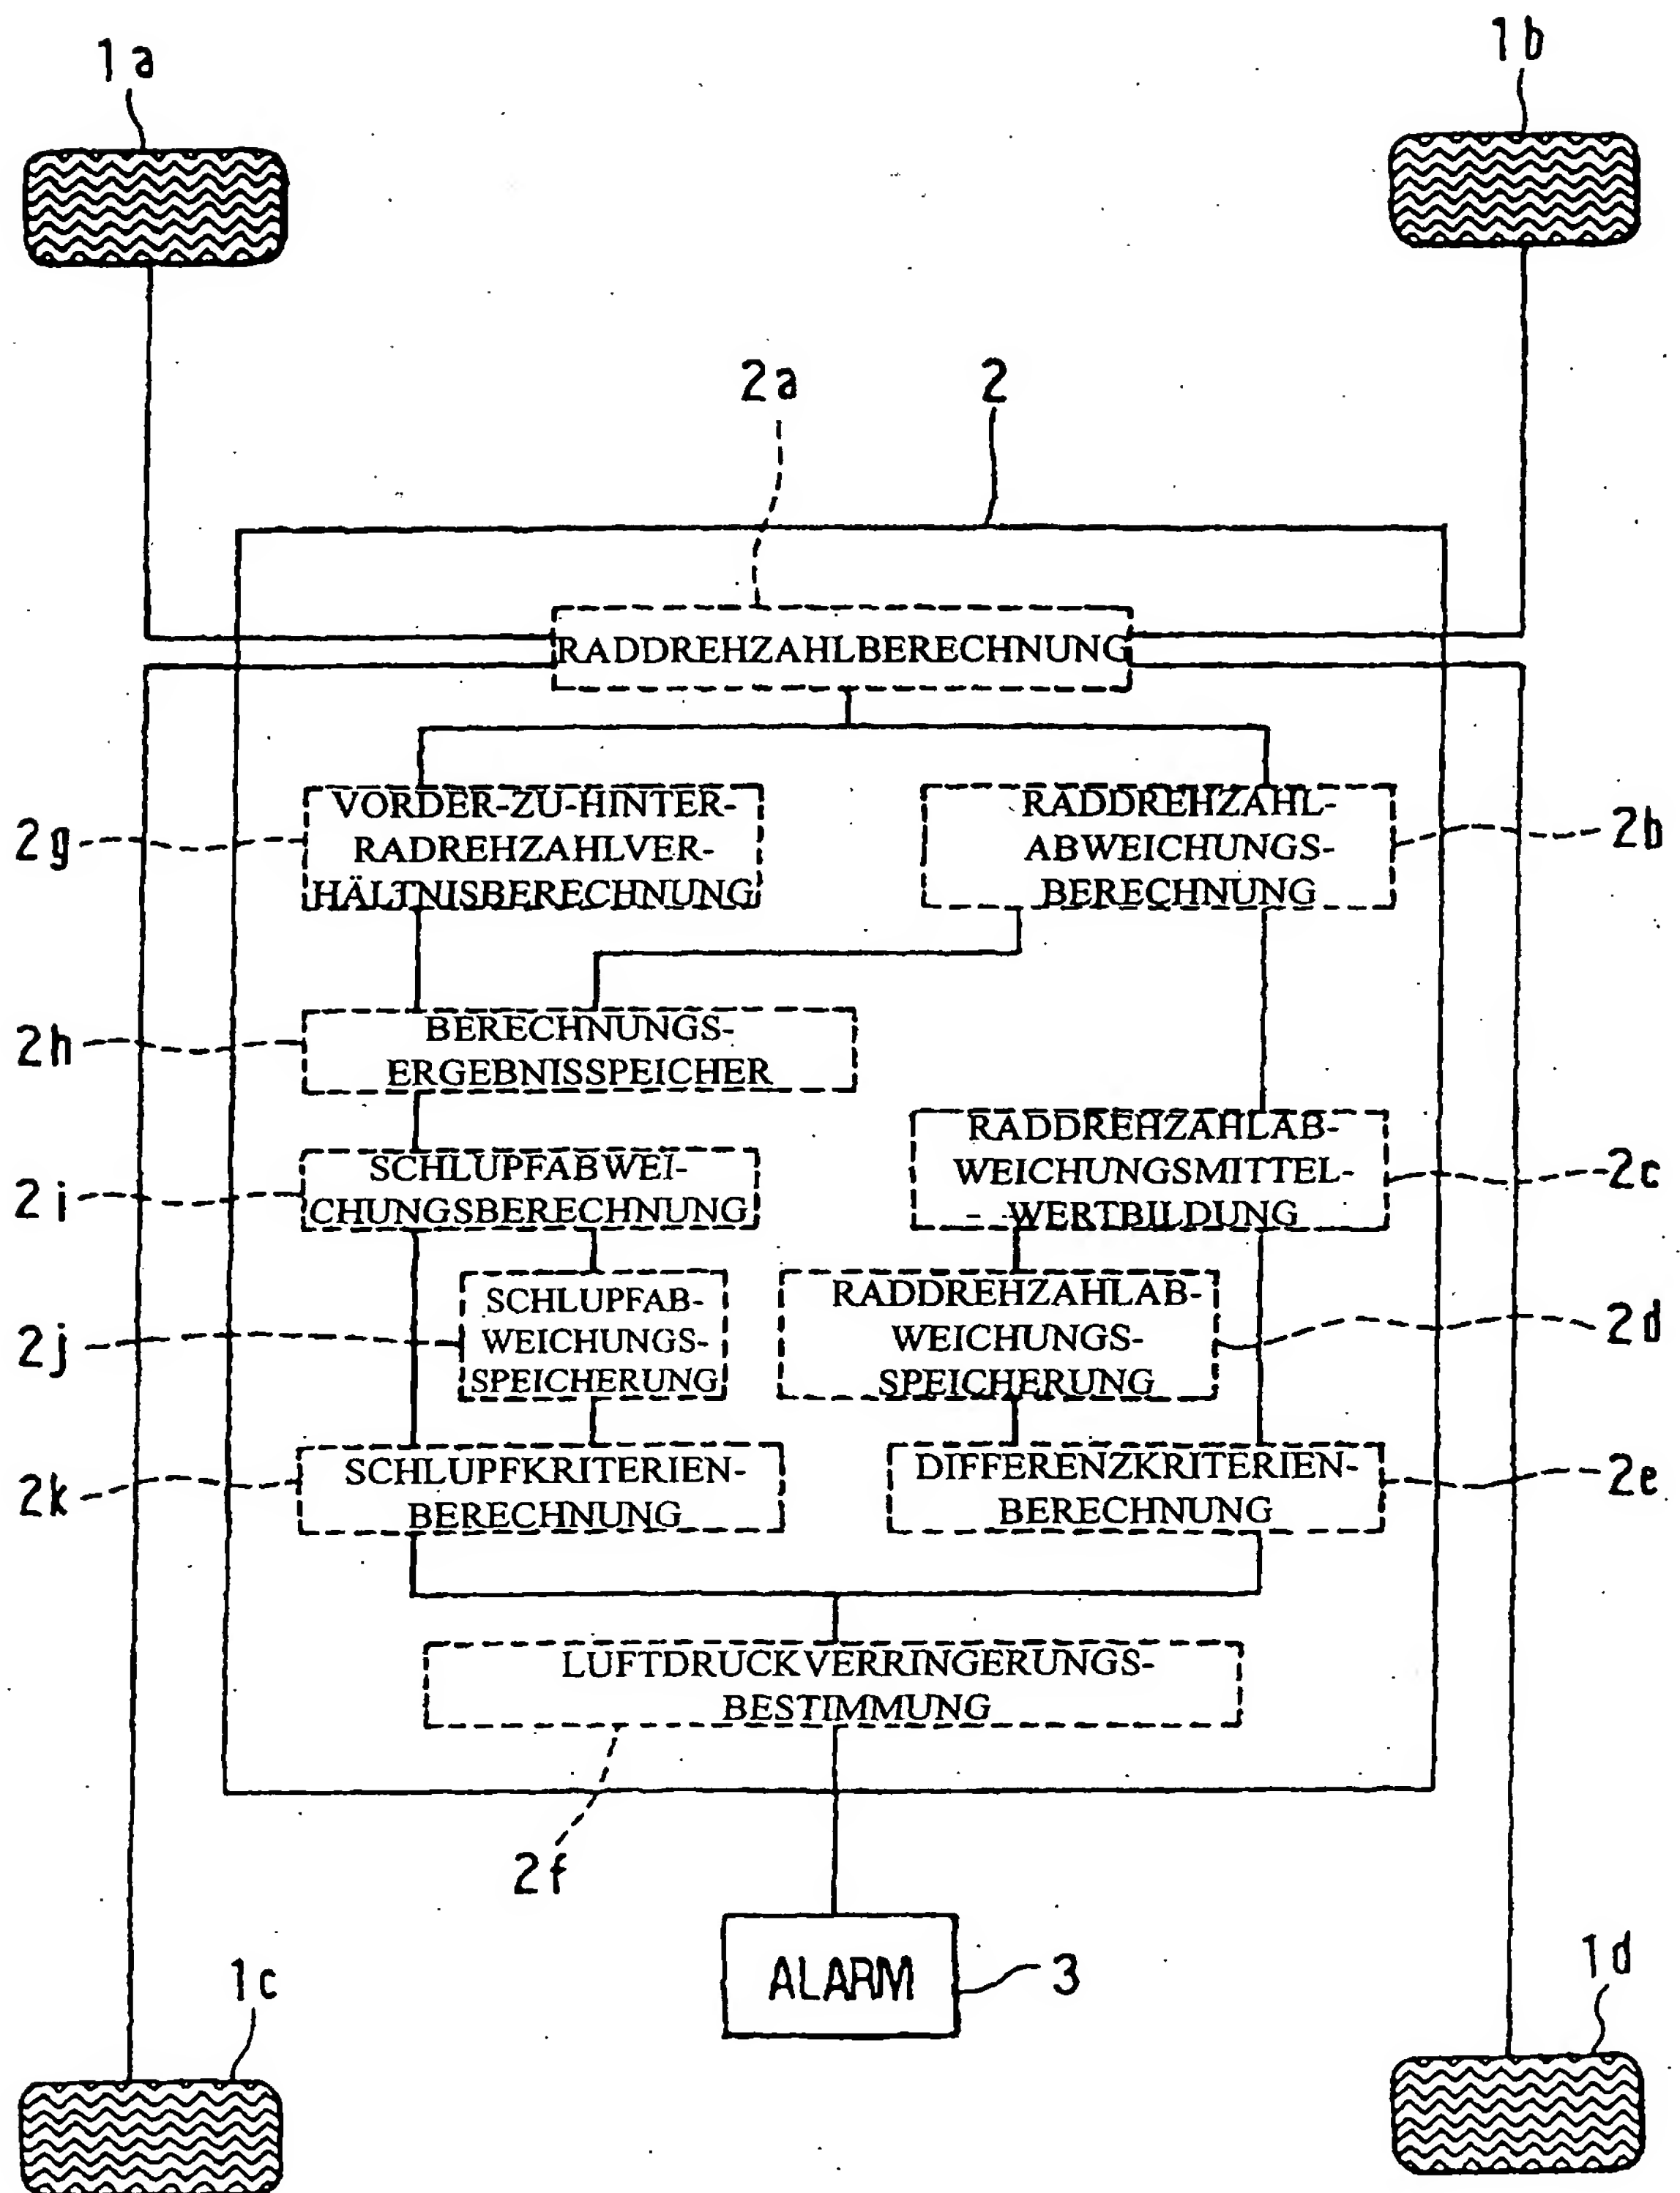 1a
1b
2a
2
RADDREHZAHLBERECHNUNG
VORDER-ZU-HINTER-
RADREHZAHLVER-
HÄLTNISBERECHNUNG
2g
RADDREHZAHL-
ABWEICHUNGS-
BERECHNUNG
2b
BERECHNUNGS-
ERGEBNISSPEICHER
2h
SCHLUPFABWEI-
CHUNGSBERECHNUNG
2i
RADDREHZAHLAB-
WEICHUNGSMITTEL-
WERTBILDUNG
2c
SCHLUPFAB-
WEICHUNGS-
SPEICHERUNG
2j
RADDREHZAHLAB-
WEICHUNGS-
SPEICHERUNG
2d
SCHLUPFKRITERIEN-
BERECHNUNG
2k
DIFFERENZKRITERIEN-
BERECHNUNG
2e
LUFTDRUCKVERRINGERUNGS-
BESTIMMUNG
2f
ALARM
3
1c
1d